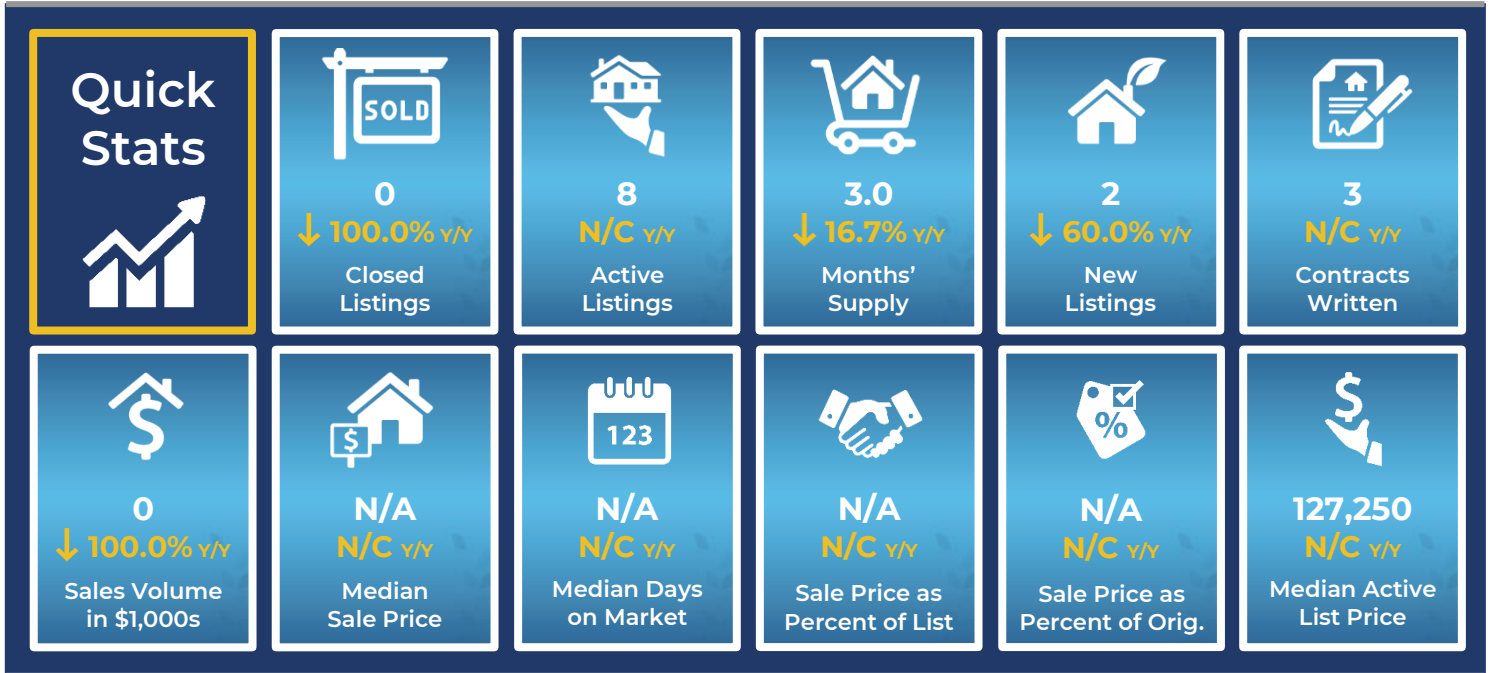 Quick
Stats
SOLD
0
↓ 100.0% Y/Y
Closed
Listings
8
N/C Y/Y
Active
Listings
3.0
↓ 16.7% Y/Y
Months’
Supply
2
↓ 60.0% Y/Y
New
Listings
3
N/C Y/Y
Contracts
Written
$
0
↓ 100.0% Y/Y
Sales Volume
in $1,000s
$
N/A
N/C Y/Y
Median
Sale Price
123
N/A
N/C Y/Y
Median Days
on Market
N/A
N/C Y/Y
Sale Price as
Percent of List
%
N/A
N/C Y/Y
Sale Price as
Percent of Orig.
$
127,250
N/C Y/Y
Median Active
List Price